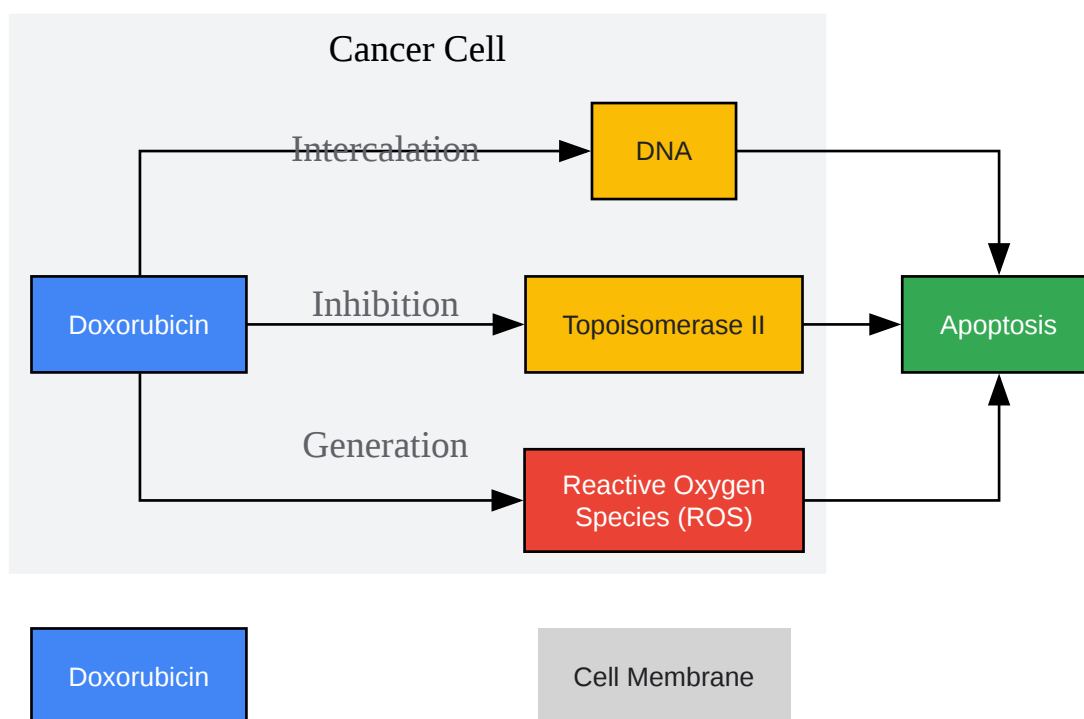 Cancer Cell
Intercalation
DNA
Doxorubicin
Inhibition
Topoisomerase II
Apoptosis
Generation
Reactive Oxygen
Species (ROS)
Doxorubicin
Cell Membrane